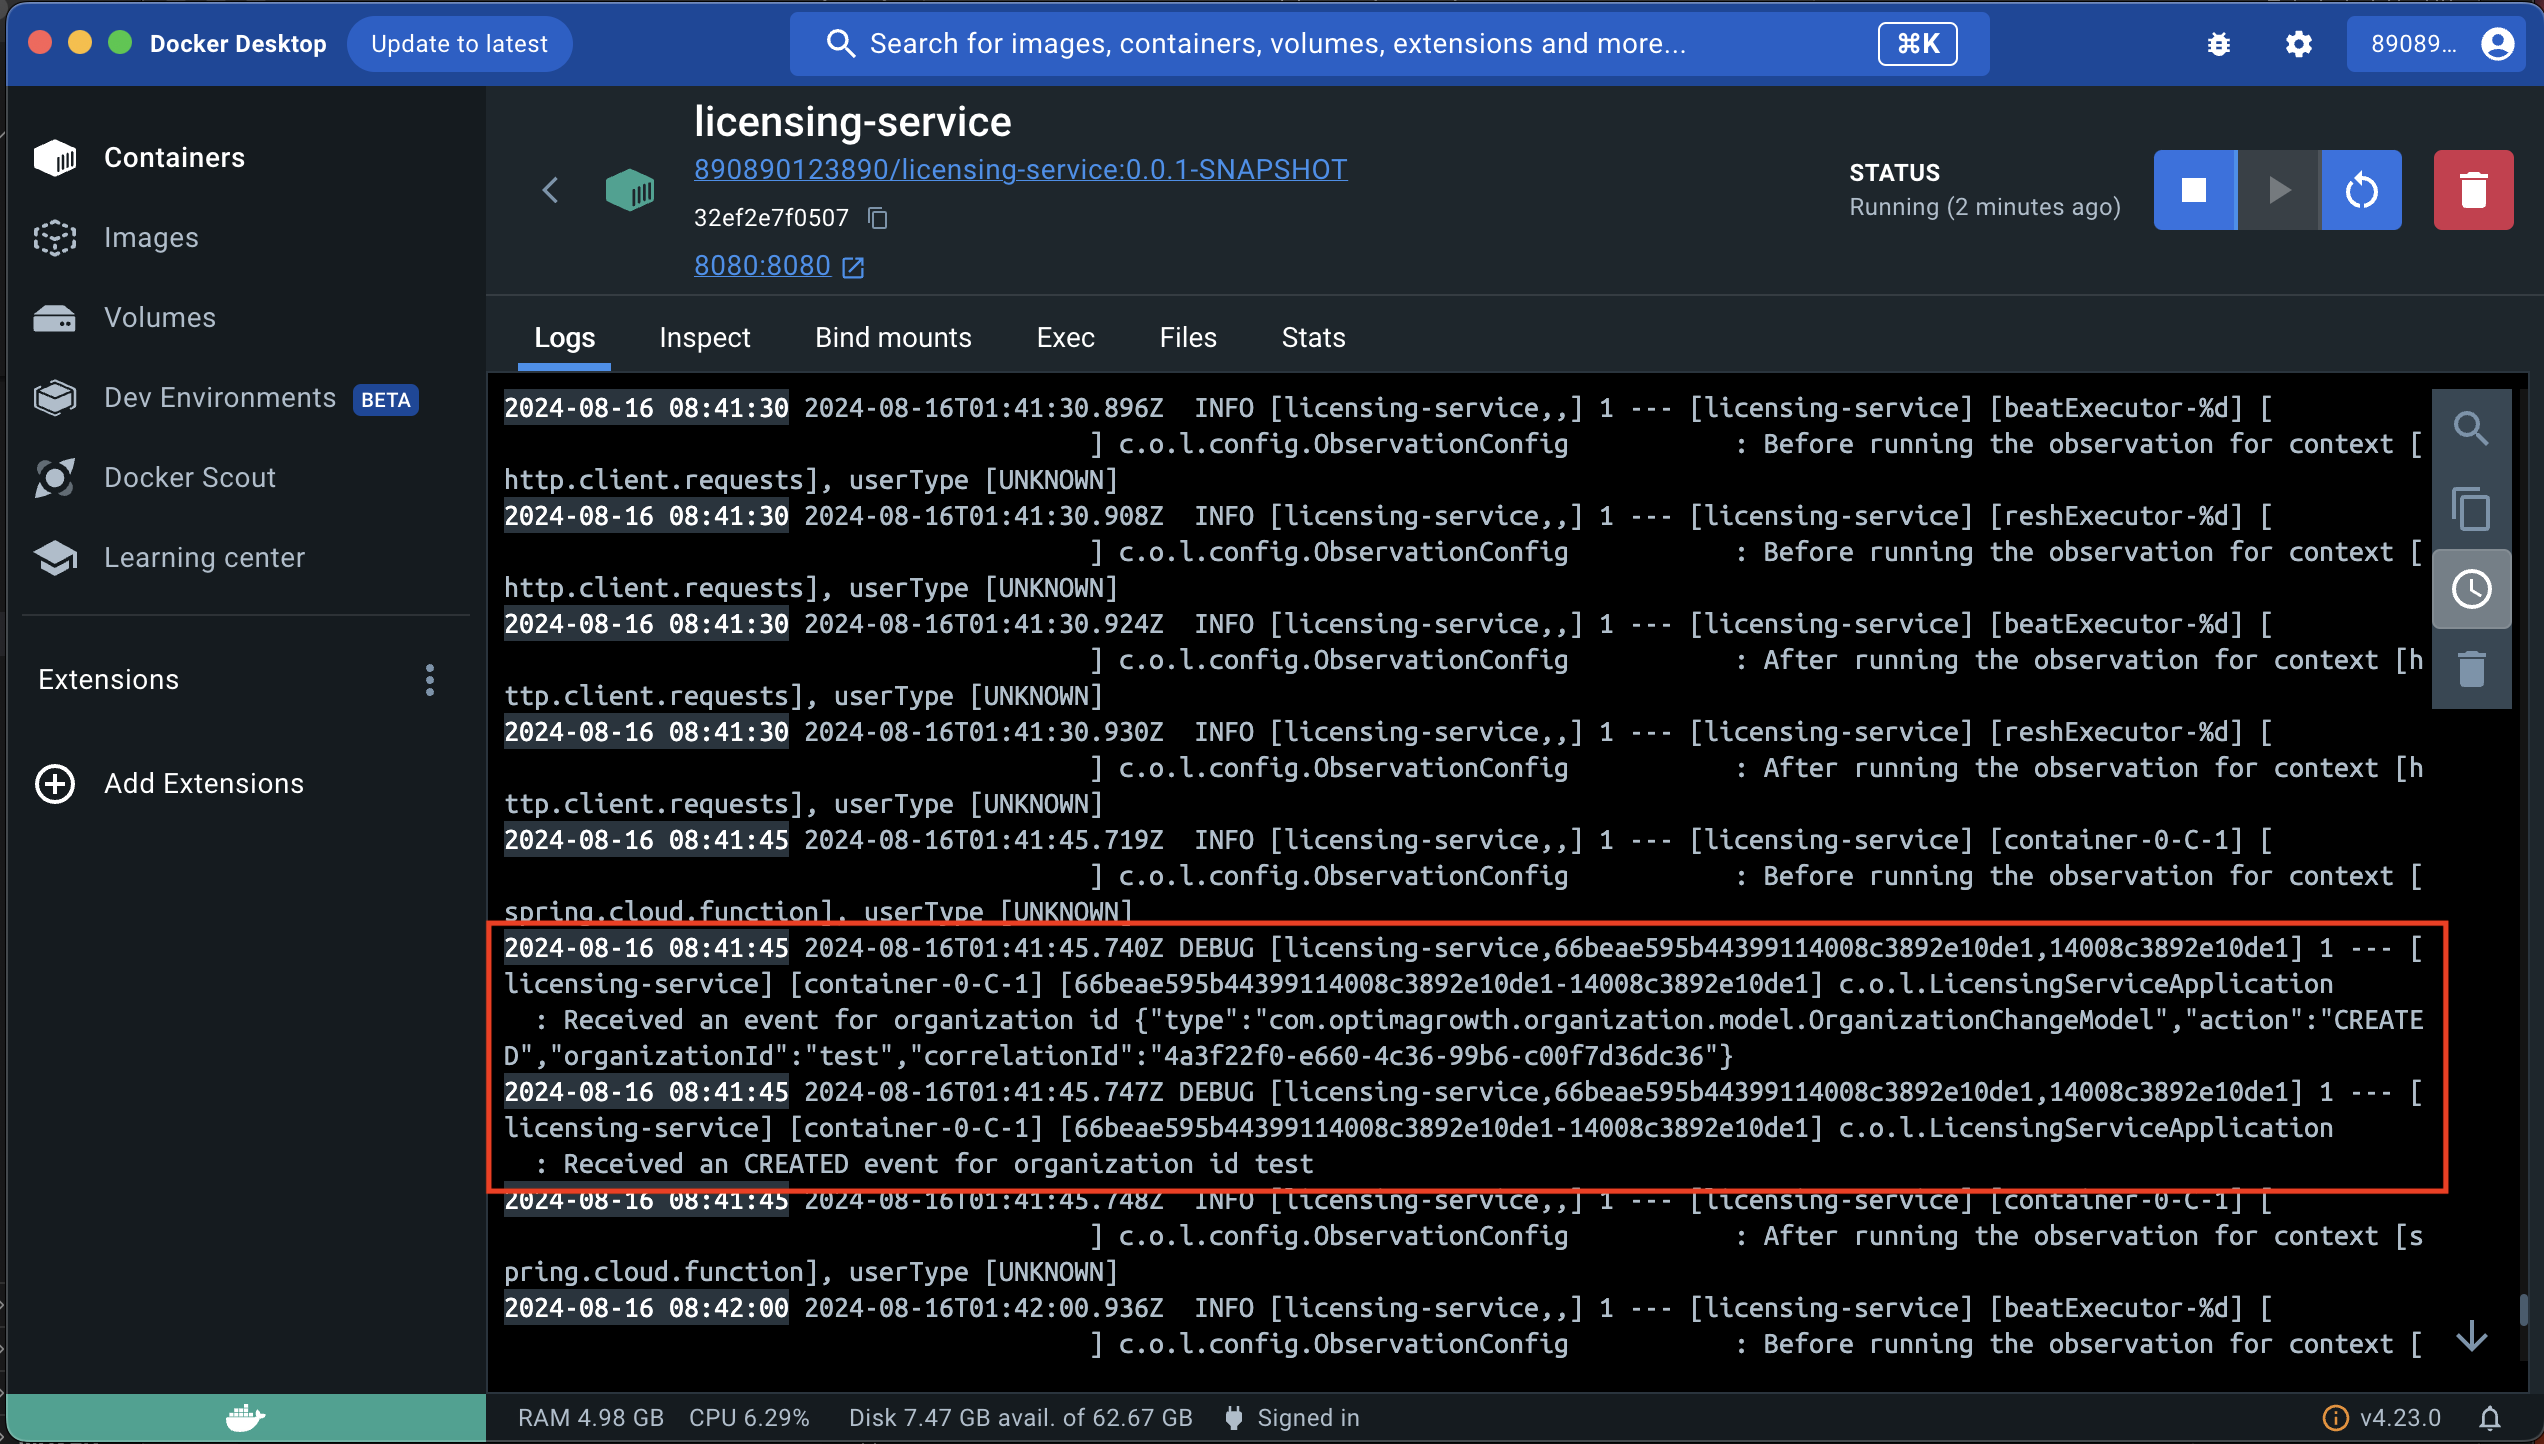 Docker Desktop
Update to latest
Search for images, containers, volumes, extensions and more...
⌘K
89089...
Containers
Images
Volumes
Dev Environments BETA
Docker Scout
Learning center
Extensions
Add Extensions
licensing-service
890890123890/licensing-service:0.0.1-SNAPSHOT
32ef2e7f0507
8080:8080
STATUS
Running (2 minutes ago)
Logs
Inspect
Bind mounts
Exec
Files
Stats
2024-08-16 08:41:30 2024-08-16T01:41:30.896Z  INFO [licensing-service,,] 1 --- [licensing-service] [beatExecutor-%d] [
] c.o.l.config.ObservationConfig : Before running the observation for context [
http.client.requests], userType [UNKNOWN]
2024-08-16 08:41:30 2024-08-16T01:41:30.908Z  INFO [licensing-service,,] 1 --- [licensing-service] [reshExecutor-%d] [
] c.o.l.config.ObservationConfig : Before running the observation for context [
http.client.requests], userType [UNKNOWN]
2024-08-16 08:41:30 2024-08-16T01:41:30.924Z  INFO [licensing-service,,] 1 --- [licensing-service] [beatExecutor-%d] [
] c.o.l.config.ObservationConfig : After running the observation for context [h
ttp.client.requests], userType [UNKNOWN]
2024-08-16 08:41:30 2024-08-16T01:41:30.930Z  INFO [licensing-service,,] 1 --- [licensing-service] [reshExecutor-%d] [
] c.o.l.config.ObservationConfig : After running the observation for context [h
ttp.client.requests], userType [UNKNOWN]
2024-08-16 08:41:45 2024-08-16T01:41:45.719Z  INFO [licensing-service,,] 1 --- [licensing-service] [container-0-C-1] [
] c.o.l.config.ObservationConfig : Before running the observation for context [
spring.cloud.function], userType [UNKNOWN]
2024-08-16 08:41:45 2024-08-16T01:41:45.740Z DEBUG [licensing-service,66beae595b44399114008c3892e10de1,14008c3892e10de1] 1 --- [
licensing-service] [container-0-C-1] [66beae595b44399114008c3892e10de1-14008c3892e10de1] c.o.l.LicensingServiceApplication
: Received an event for organization id {"type":"com.optimagrowth.organization.model.OrganizationChangeModel","action":"CREATE
D","organizationId":"test","correlationId":"4a3f22f0-e660-4c36-99b6-c00f7d36dc36"}
2024-08-16 08:41:45 2024-08-16T01:41:45.747Z DEBUG [licensing-service,66beae595b44399114008c3892e10de1,14008c3892e10de1] 1 --- [
licensing-service] [container-0-C-1] [66beae595b44399114008c3892e10de1-14008c3892e10de1] c.o.l.LicensingServiceApplication
: Received an CREATED event for organization id test
2024-08-16 08:41:45 2024-08-16T01:41:45.748Z  INFO [licensing-service,,] 1 --- [licensing-service] [container-0-C-1] [
] c.o.l.config.ObservationConfig : After running the observation for context [s
pring.cloud.function], userType [UNKNOWN]
2024-08-16 08:42:00 2024-08-16T01:42:00.936Z  INFO [licensing-service,,] 1 --- [licensing-service] [beatExecutor-%d] [
] c.o.l.config.ObservationConfig : Before running the observation for context [
RAM 4.98 GB CPU 6.29% Disk 7.47 GB avail. of 62.67 GB Signed in
v4.23.0